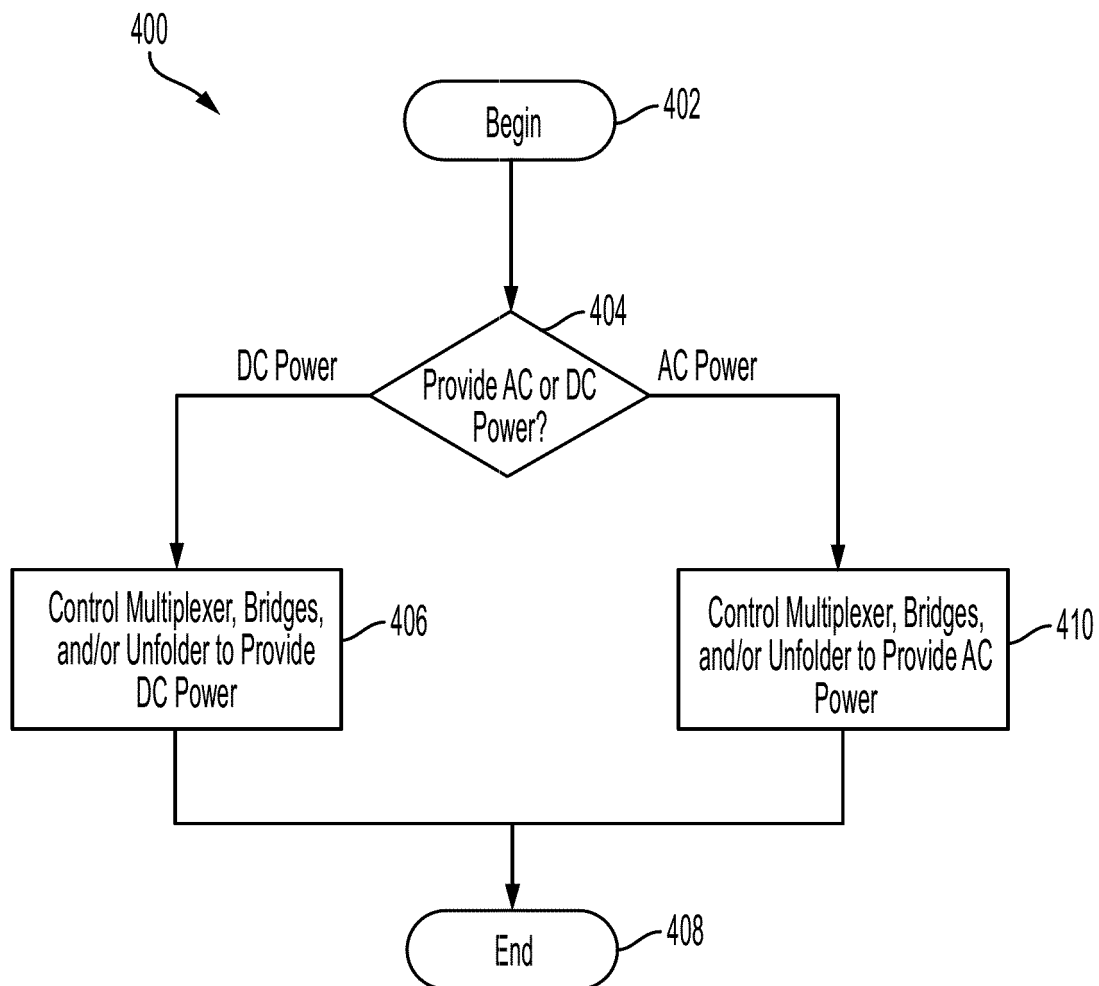 400
Begin
402
404
DC Power
Provide AC or DC
Power?
AC Power
Control Multiplexer, Bridges,
and/or Unfolder to Provide
DC Power
406
Control Multiplexer, Bridges,
and/or Unfolder to Provide AC
Power
410
End
408